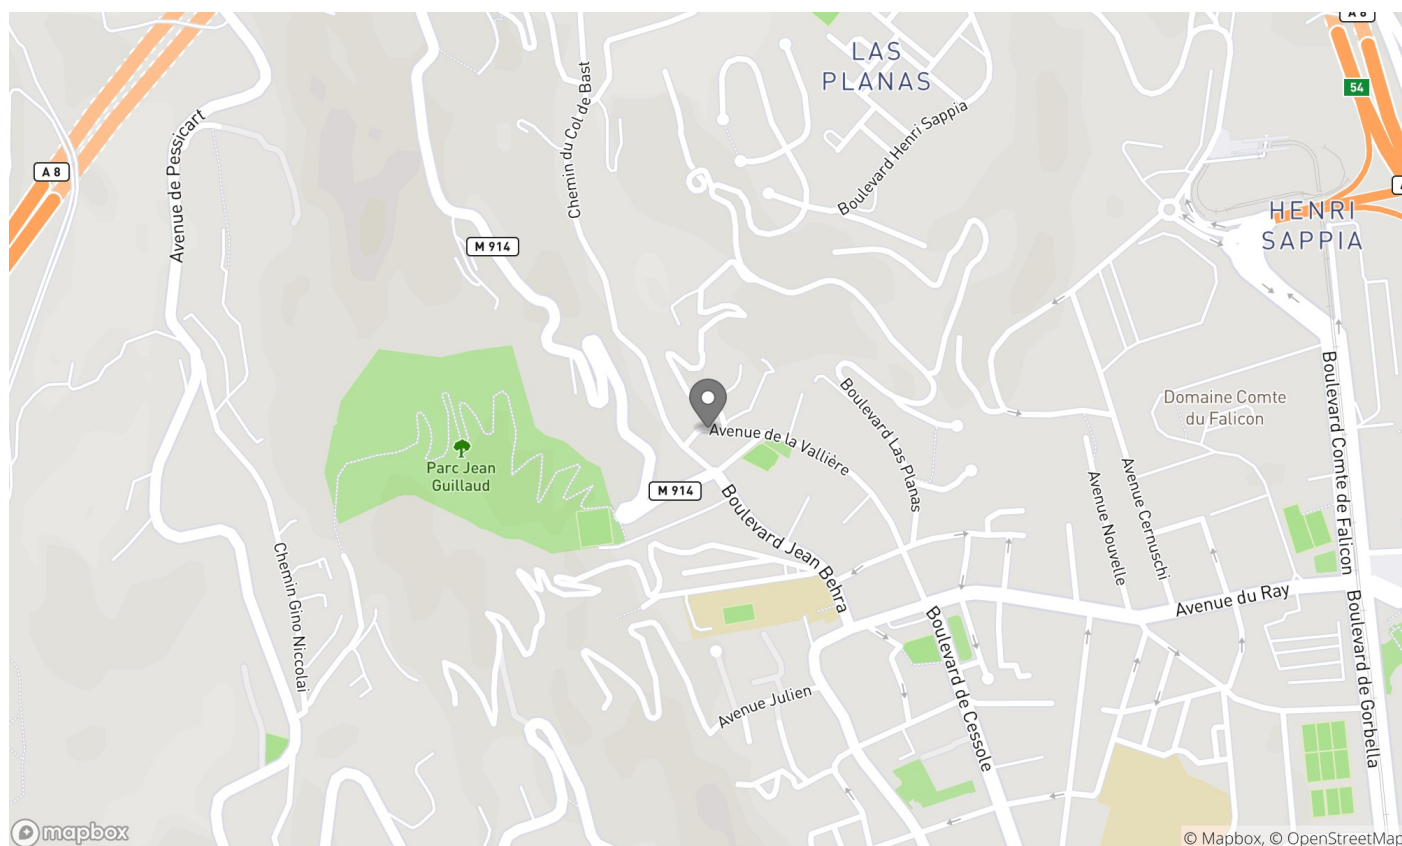 A 8
LAS
PLANAS
54
Chemin du Col de Bast
Boulevard Henri Sappia
Avenue de Pessicart
A 8
HENRI
SAPPIA
M 914
Boulevard Comte de Falicon
Boulevard Las Planas
Domaine Comte
du Falicon
Avenue de la Vallière
Parc Jean
Guillaud
M 914
Avenue Cernuschi
Avenue Nouvelle
Boulevard Jean Behra
Chemin Gino Niccolai
Avenue du Ray
Boulevard de Gorbella
Boulevard de Cessole
Avenue Julien
mapbox
© Mapbox, © OpenStreetMap